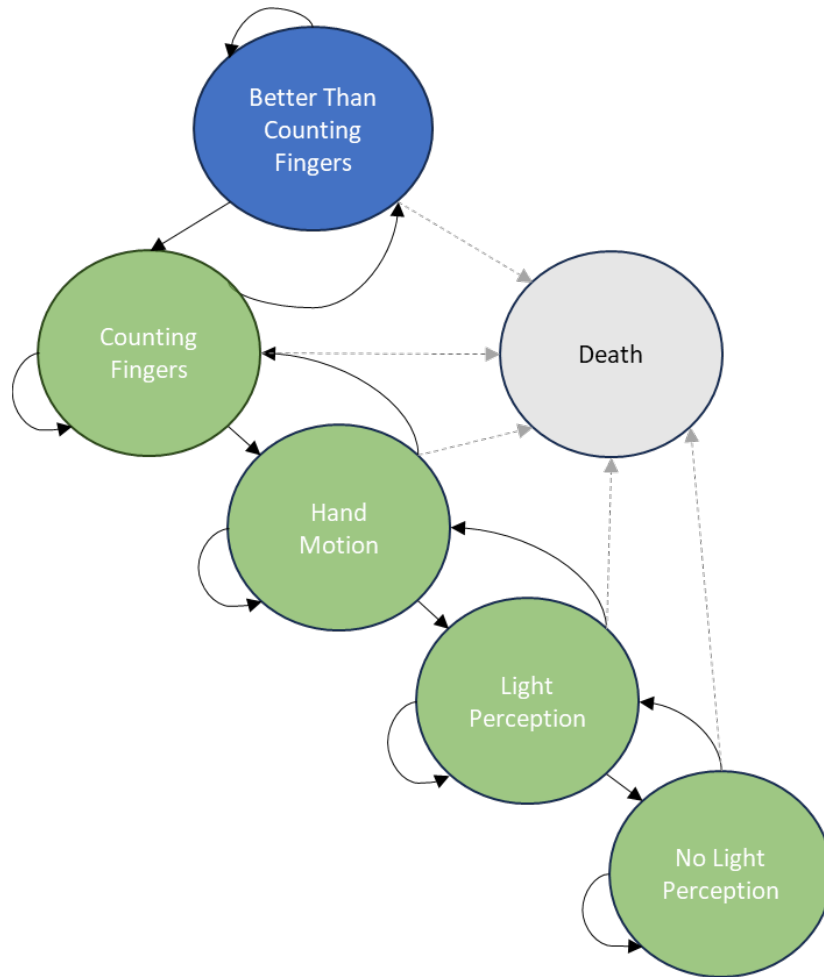 Better Than
Counting
Fingers
Counting
Fingers
Death
Hand
Motion
Light
Perception
No Light
Perception